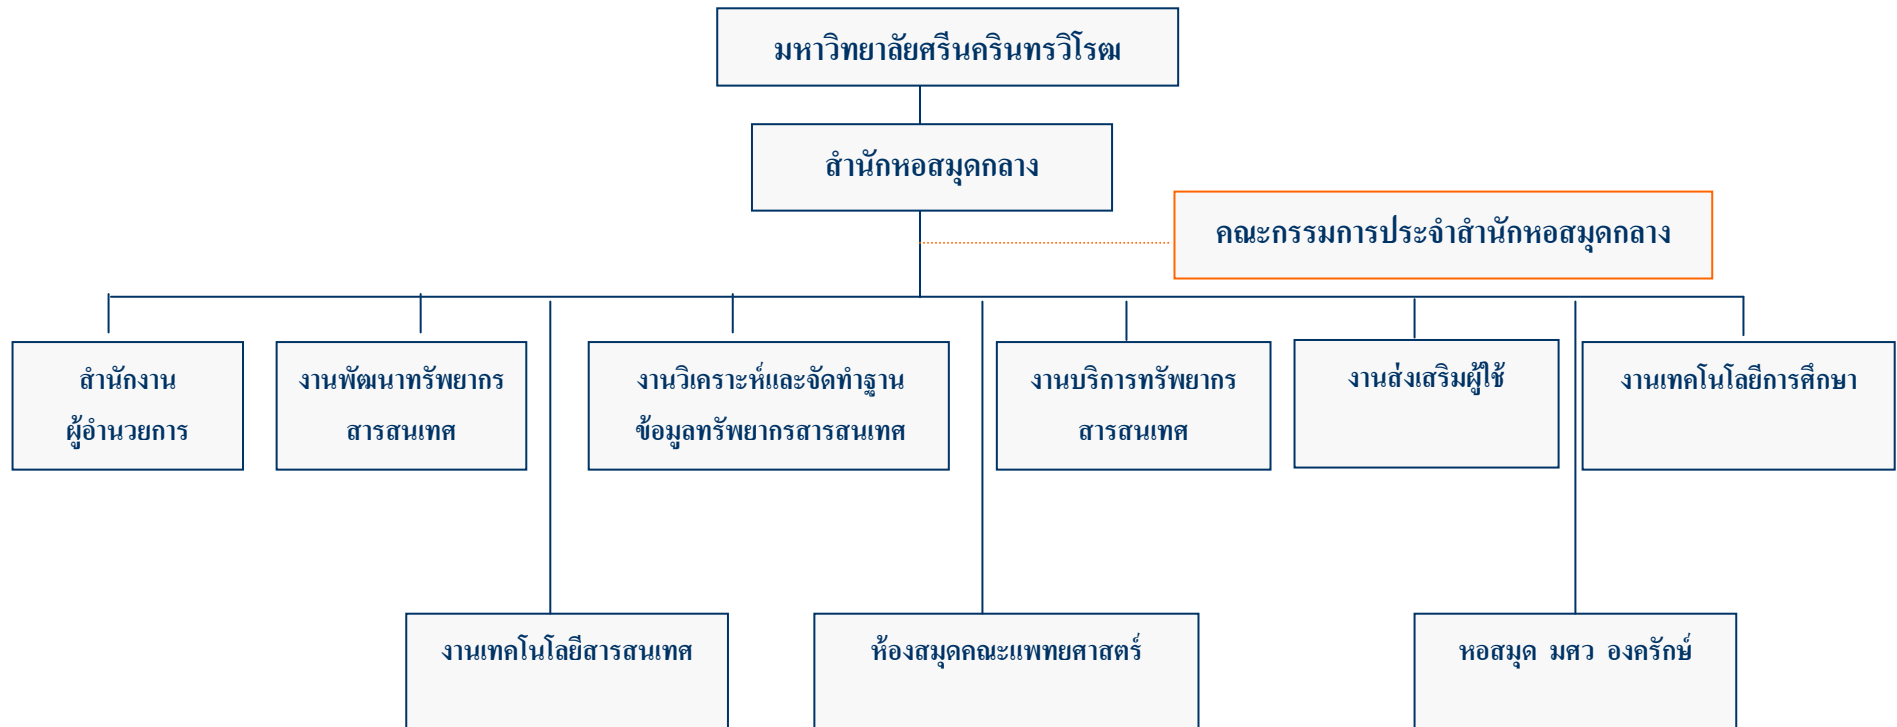 มหาวิทยาลัยศรีนครินทรวิโรฒ
สำนักหอสมุดกลาง
คณะกรรมการประจำสำนักหอสมุดกลาง
สำนักงาน
ผู้อำนวยการ
งานพัฒนาทรัพยากร
สารสนเทศ
งานวิเคราะห์และจัดทำฐาน
ข้อมูลทรัพยากรสารสนเทศ
งานบริการทรัพยากร
สารสนเทศ
งานส่งเสริมผู้ใช้
งานเทคโนโลยีการศึกษา
งานเทคโนโลยีสารสนเทศ
ห้องสมุดคณะแพทยศาสตร์
หอสมุด มศว องครักษ์